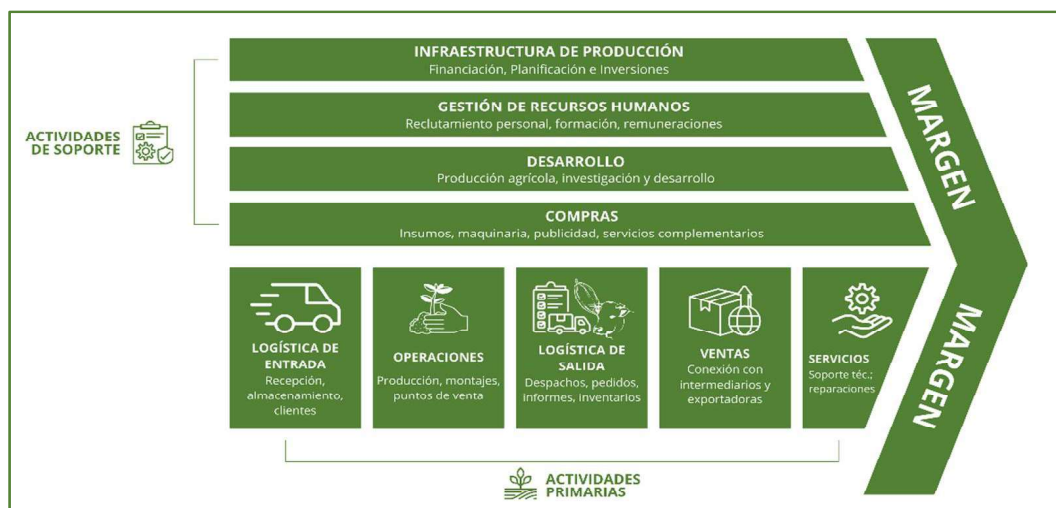 INFRAESTRUCTURA DE PRODUCCIÓN
Financiación, Planificación e Inversiones
GESTIÓN DE RECURSOS HUMANOS
Reclutamiento personal, formación, remuneraciones
ACTIVIDADES
DE SOPORTE
DESARROLLO
Producción agrícola, investigación y desarrollo
COMPRAS
Insumos, maquinaria, publicidad, servicios complementarios
MARGEN
LOGÍSTICA DE
ENTRADA
Recepción,
almacenamiento,
clientes
OPERACIONES
Producción, montajes,
puntos de venta
LOGÍSTICA DE
SALIDA
Despachos, pedidos,
informes, inventarios
VENTAS
Conexión con
intermediarios y
exportadoras
SERVICIOS
Soporte téc.;
reparaciones
MARGEN
ACTIVIDADES
PRIMARIAS